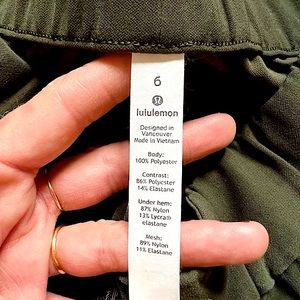 6
lululemon
Designed in
Vancouver
Made in Vietnam
Body:
100% Polyester
Contrast:
86% Polyester
14% Elastane
Under hem:
87% Nylon
13% Lycram
elastane
Mesh:
89% Nylon
11% Elastane